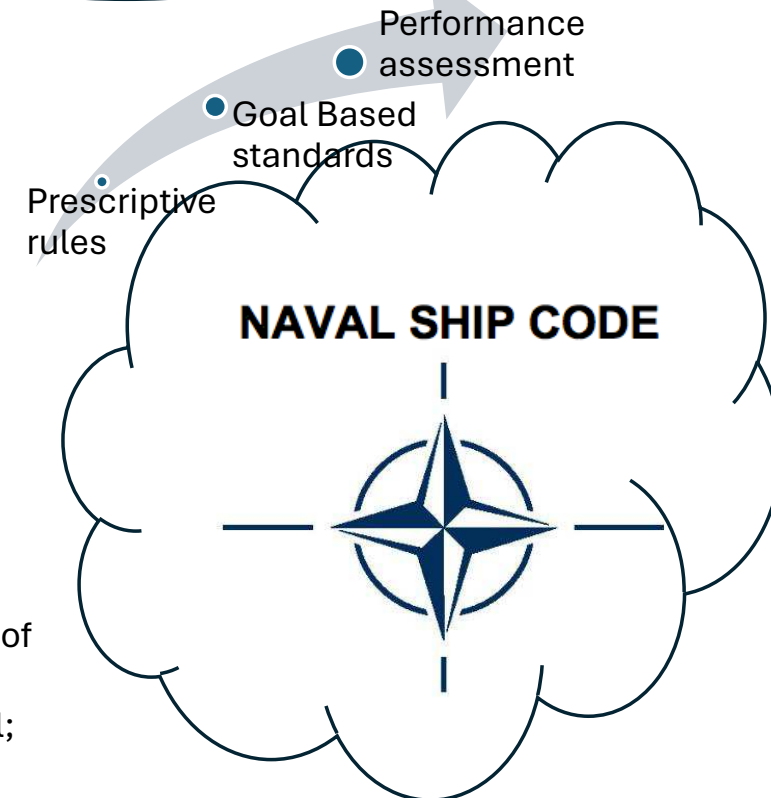 Performance
assessment
Goal Based
standards
Prescriptive
rules
NAVAL SHIP CODE
of
;